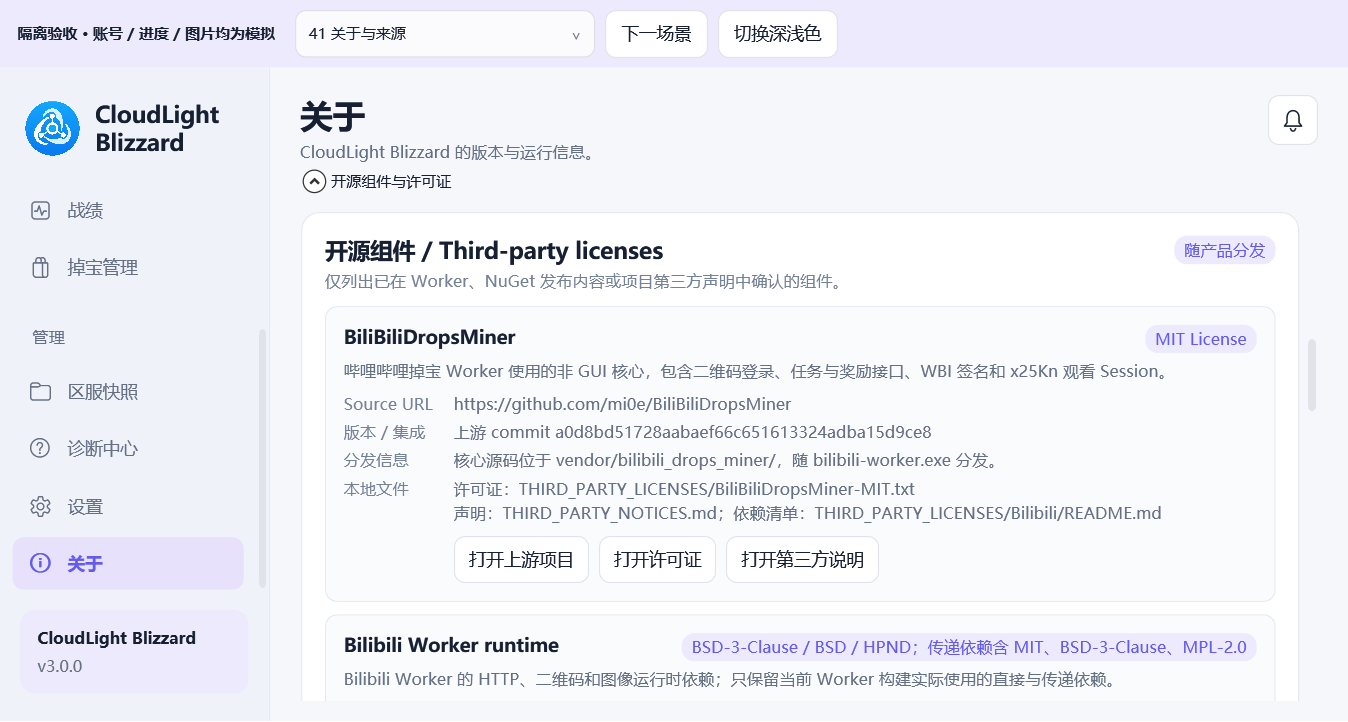 隔离验收 • 账号 / 进度 / 图片均为模拟
41 关于与来源
下一场景
切换深浅色
CloudLight
Blizzard
战绩
掉宝管理
管理
区服快照
诊断中心
设置
关于
CloudLight Blizzard
v3.0.0
关于
CloudLight Blizzard 的版本与运行信息。
开源组件与许可证
开源组件 / Third-party licenses
随产品分发
仅列出已在 Worker、NuGet 发布内容或项目第三方声明中确认的组件。
BiliBiliDropsMiner
MIT License
哔哩哔哩掉宝 Worker 使用的非 GUI 核心，包含二维码登录、任务与奖励接口、WBI 签名和 x25Kn 观看 Session。
Source URL https://github.com/mi0e/BiliBiliDropsMiner
版本 / 集成 上游 commit a0d8bd51728aabaef66c651613324adba15d9ce8
分发信息 核心源码位于 vendor/bilibili_drops_miner/，随 bilibili-worker.exe 分发。
本地文件 许可证：THIRD_PARTY_LICENSES/BiliBiliDropsMiner-MIT.txt
声明：THIRD_PARTY_NOTICES.md；依赖清单：THIRD_PARTY_LICENSES/Bilibili/README.md
打开上游项目
打开许可证
打开第三方说明
Bilibili Worker runtime
BSD-3-Clause / BSD / HPND；传递依赖含 MIT、BSD-3-Clause、MPL-2.0
Bilibili Worker 的 HTTP、二维码和图像运行时依赖；只保留当前 Worker 构建实际使用的直接与传递依赖。